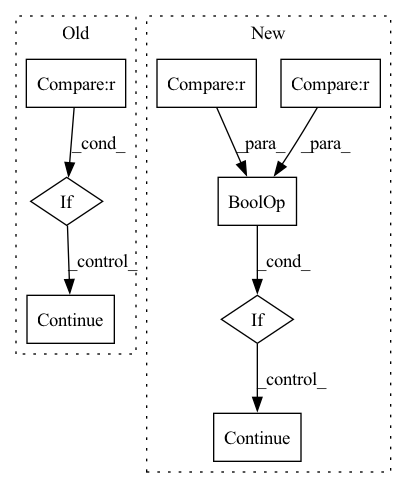 Old
New
Compare:r
Compare:r
Compare:r
_cond_
_para_
_para_
If
BoolOp
_control_
_cond_
Continue
If
_control_
Continue